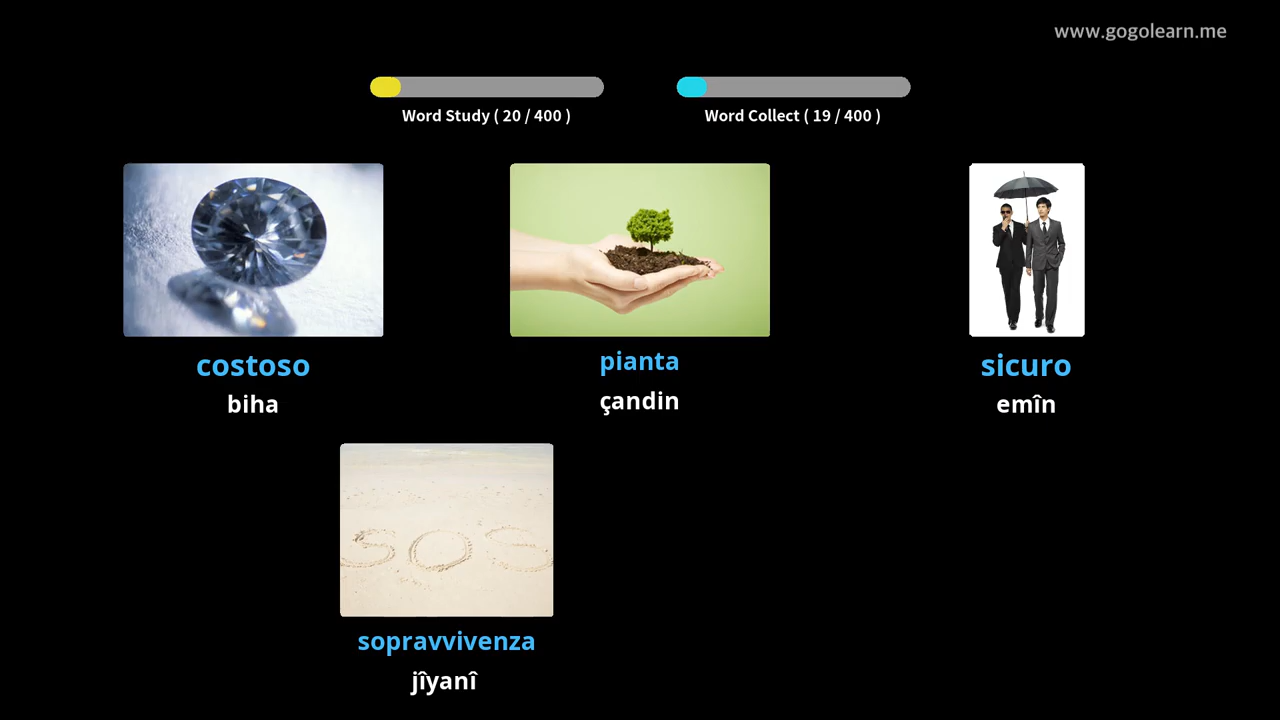 www.gogolearn.me
Word Study ( 20 / 400 )
Word Collect ( 19 / 400 )
costoso
biha
pianta
çandin
sicuro
emîn
SOS
sopravvivenza
jîyanî